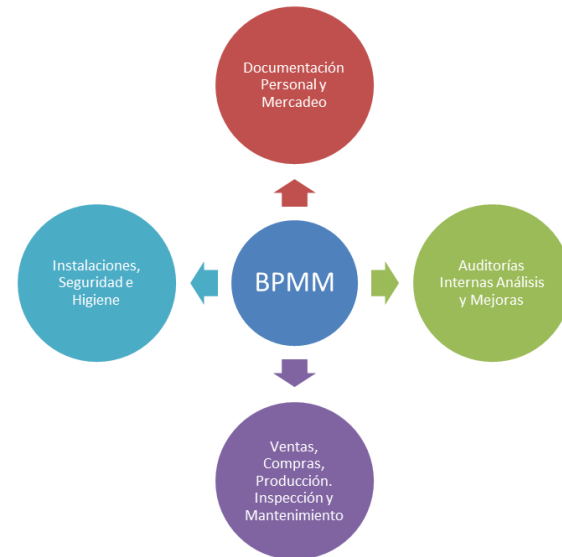 Documentación
Personal y
Mercadeo
Instalaciones,
Seguridad e
Higiene
BPMM
Auditorías
Internas Análisis
y Mejoras
Ventas,
Compras,
Producción.
Inspección y
Mantenimiento